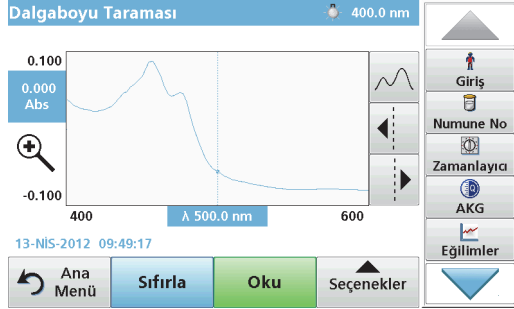 Dalgaboyu Taraması
400.0 nm
0.100
0.000
Abs
-0.100
400
λ 500.0 nm
600
13-NİS-2012 09:49:17
Ana
Menü
Sıfırla
Oku
Seçenekler
Giriş
Numune No
Zamanlayıcı
AKG
Eğilimler